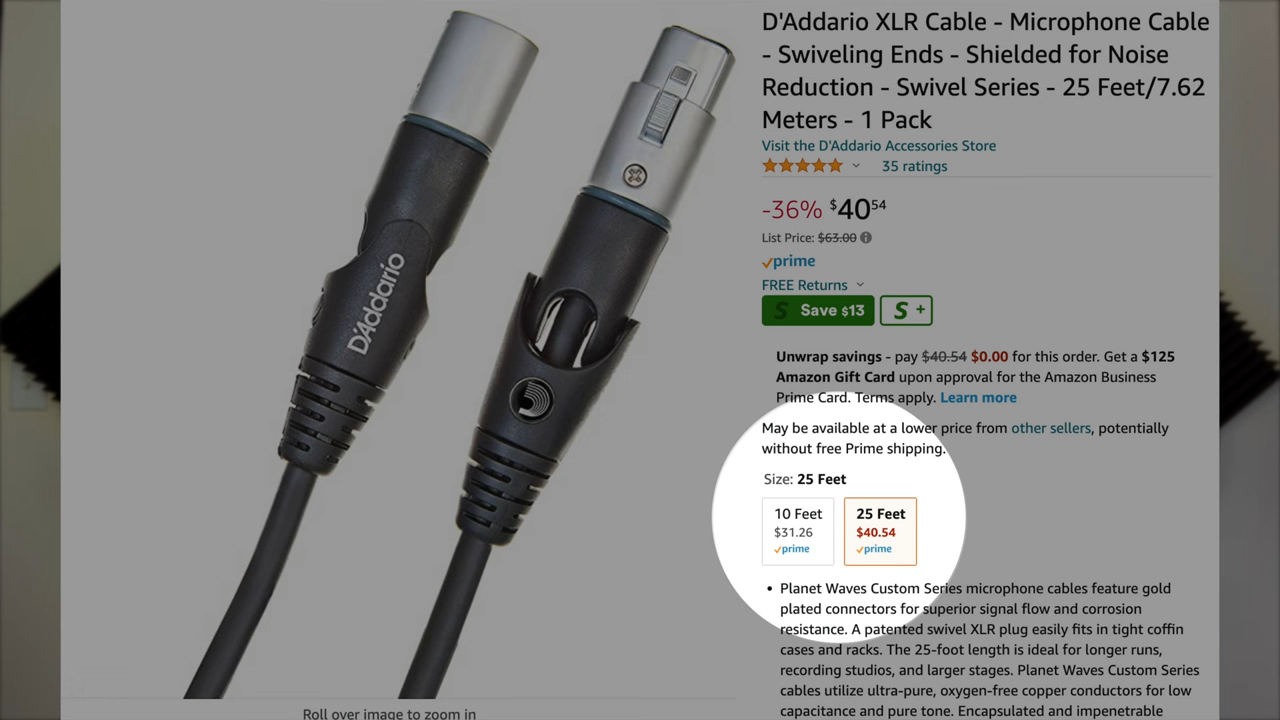 D'Addario XLR Cable - Microphone Cable
- Swiveling Ends - Shielded for Noise
Reduction - Swivel Series - 25 Feet/7.62
Meters - 1 Pack
Visit the D'Addario Accessories Store
35 ratings
-36% $40.54
List Price: $63.00
prime
FREE Returns
S Save $13 S +
Unwrap savings - pay $40.54 $0.00 for this order. Get a $125
Amazon Gift Card upon approval for the Amazon Business
Prime Card. Terms apply. Learn more
May be available at a lower price from other sellers, potentially
without free Prime shipping.
Size: 25 Feet
10 Feet 25 Feet
$31.26 $40.54
prime prime
• Planet Waves Custom Series microphone cables feature gold
plated connectors for superior signal flow and corrosion
resistance. A patented swivel XLR plug easily fits in tight coffin
cases and racks. The 25-foot length is ideal for longer runs,
recording studios, and larger stages. Planet Waves Custom Series
cables utilize ultra-pure, oxygen-free copper conductors for low
capacitance and pure tone. Encapsulated and impenetrable
D'Addario
Roll over image to zoom in